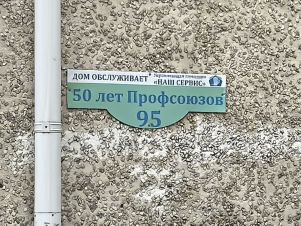 ДОМ ОБСЛУЖИВАЕТ Управляющая компания
«НАШ СЕРВИС»
50 лет Профсоюзов
95